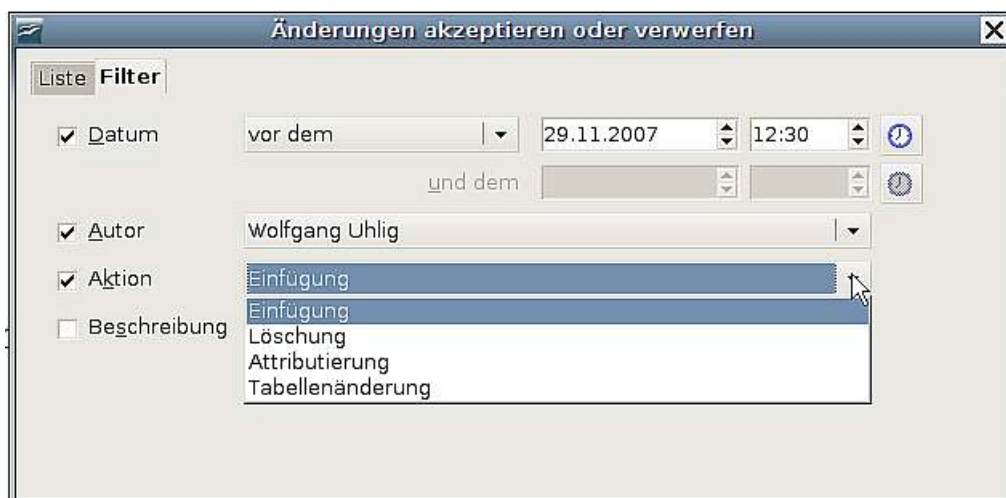 Änderungen akzeptieren oder verwerfen
Liste Filter
Datum vor dem 29.11.2007 12:30
und dem
Autor Wolfgang Uhlig
Aktion Einfügung
Einfügung
Beschreibung Löschung
Attributierung
Tabellenänderung